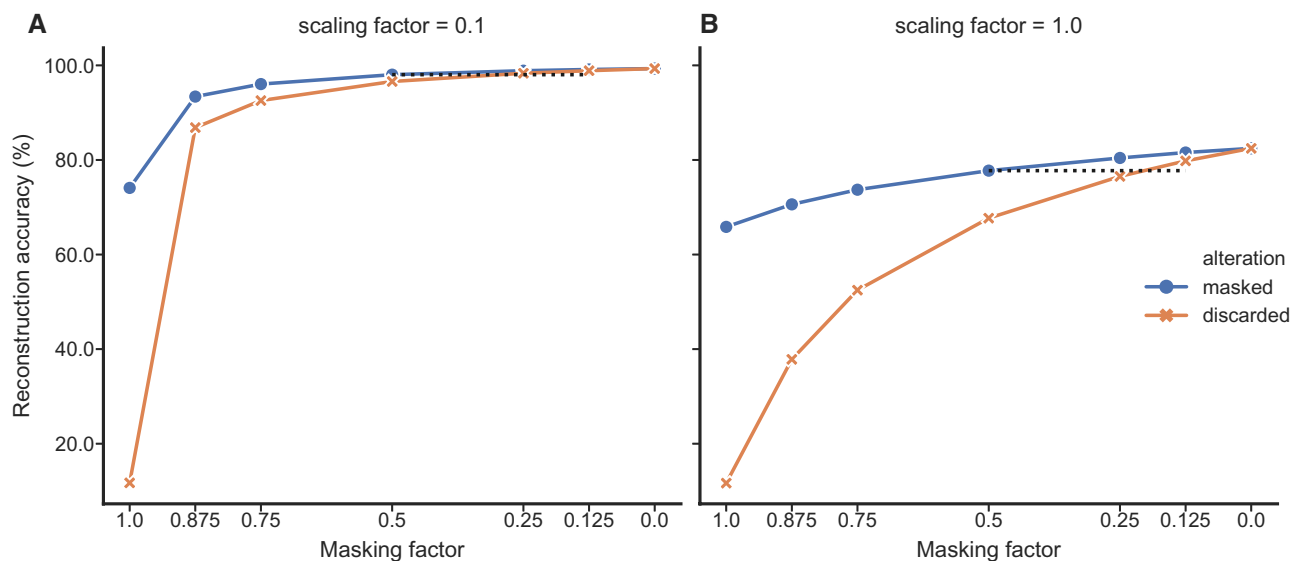 A
scaling factor = 0.1
Reconstruction accuracy (%)
100.0
80.0
60.0
40.0
20.0
1.0 0.875 0.75 0.5 0.25 0.125 0.0
Masking factor
B
scaling factor = 1.0
alteration
masked
discarded
1.0 0.875 0.75 0.5 0.25 0.125 0.0
Masking factor